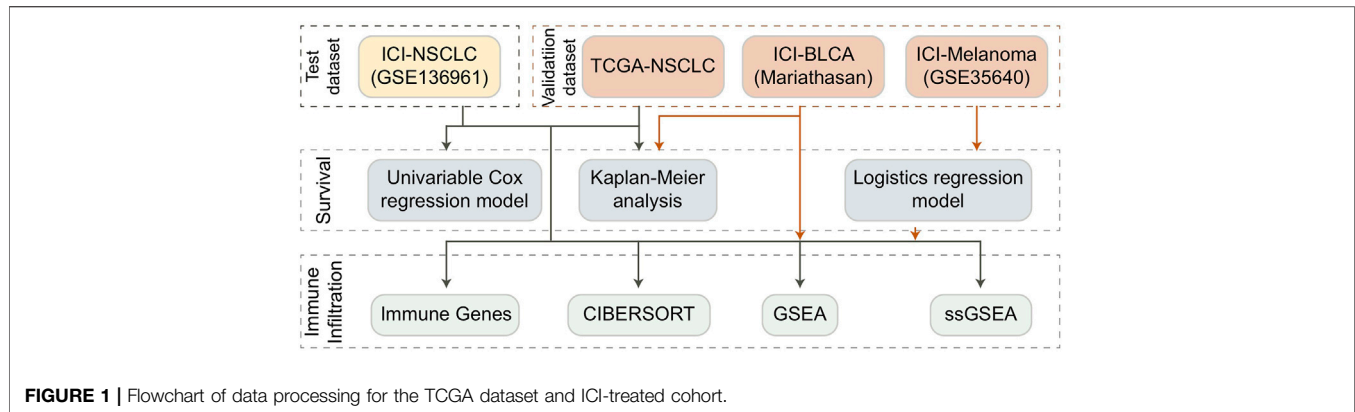 Test
dataset
ICI-NSCLC
(GSE136961)
Validatiion
dataset
TCGA-NSCLC
ICI-BLCA
(Mariathasan)
ICI-Melanoma
(GSE35640)
Survival
Univariable Cox
regression model
Kaplan-Meier
analysis
Logistics regression
model
Immune
Infiltration
Immune Genes
CIBERSORT
GSEA
ssGSEA
FIGURE 1 | Flowchart of data processing for the TCGA dataset and ICI-treated cohort.